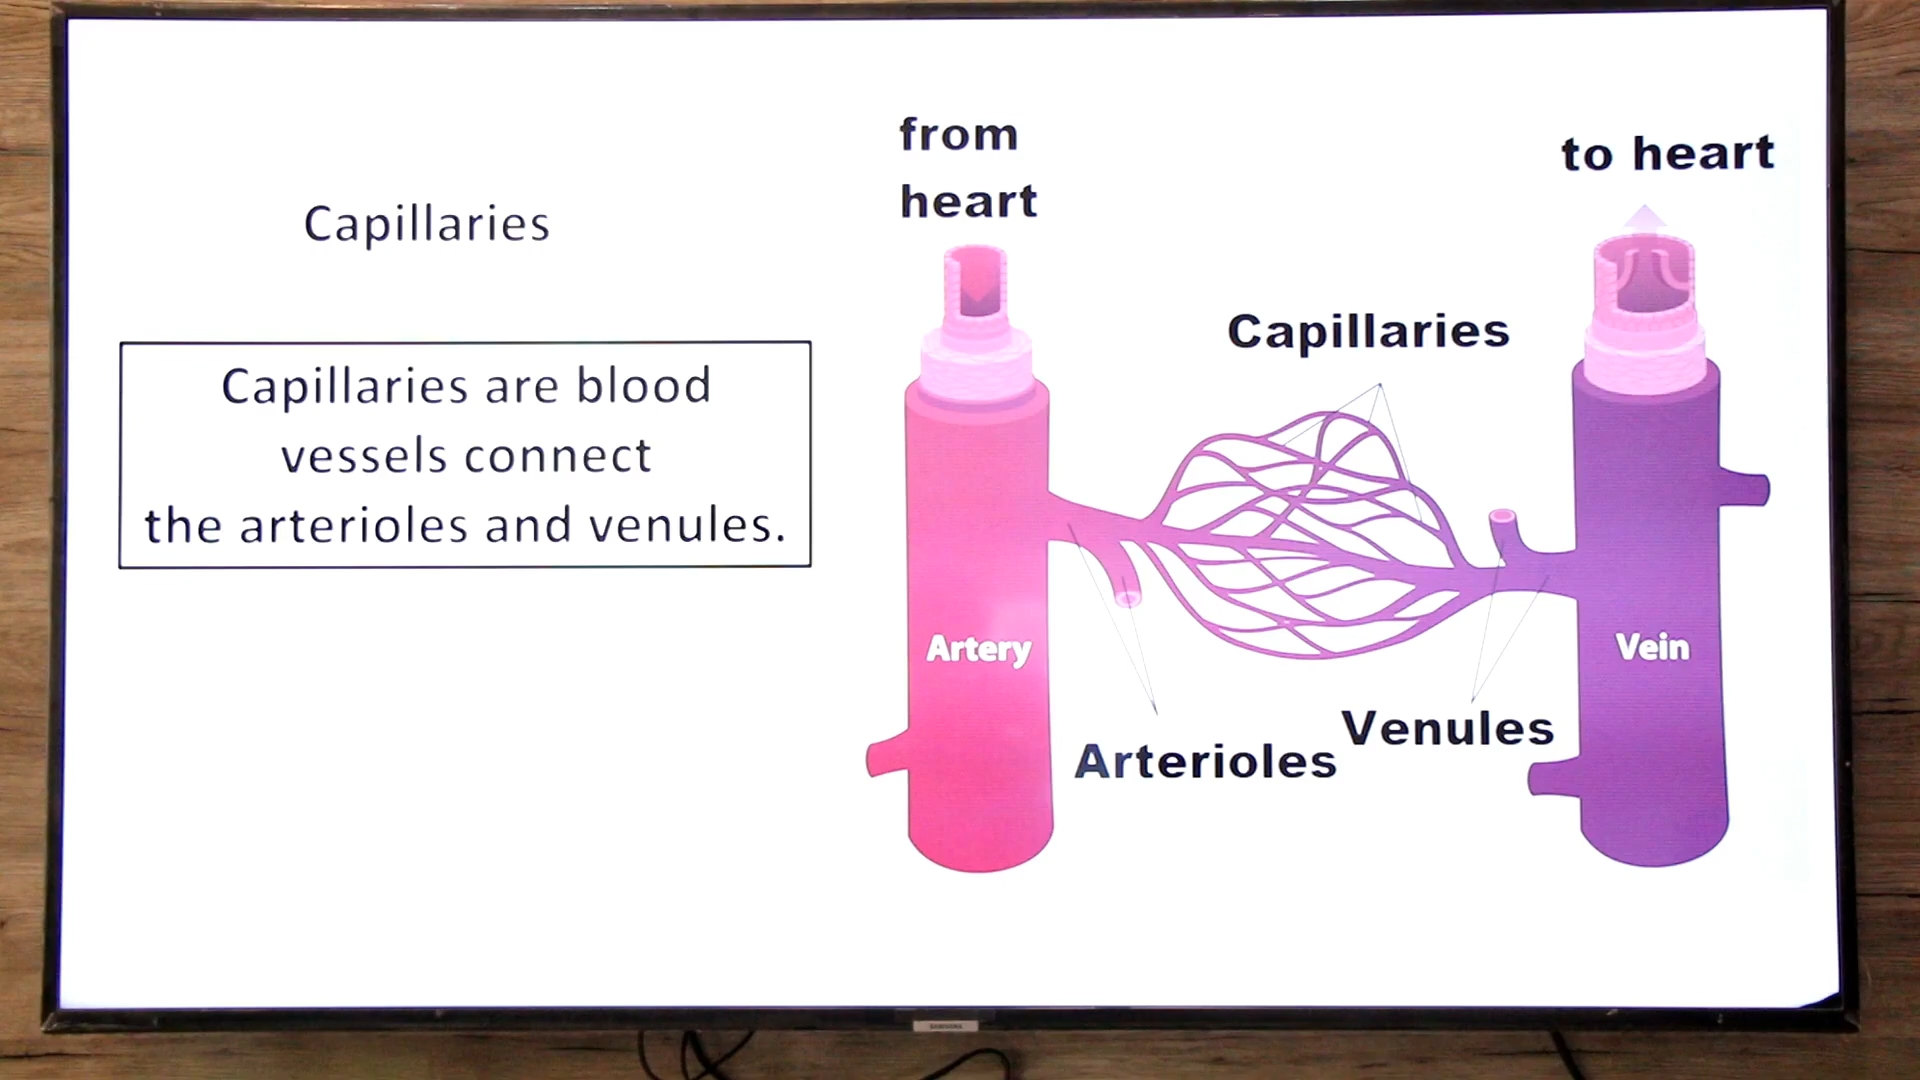 Capillaries
Capillaries are blood
vessels connect
the arterioles and venules.
from
heart
to heart
Capillaries
Artery
Vein
Venules
Arterioles
SAMSUNG